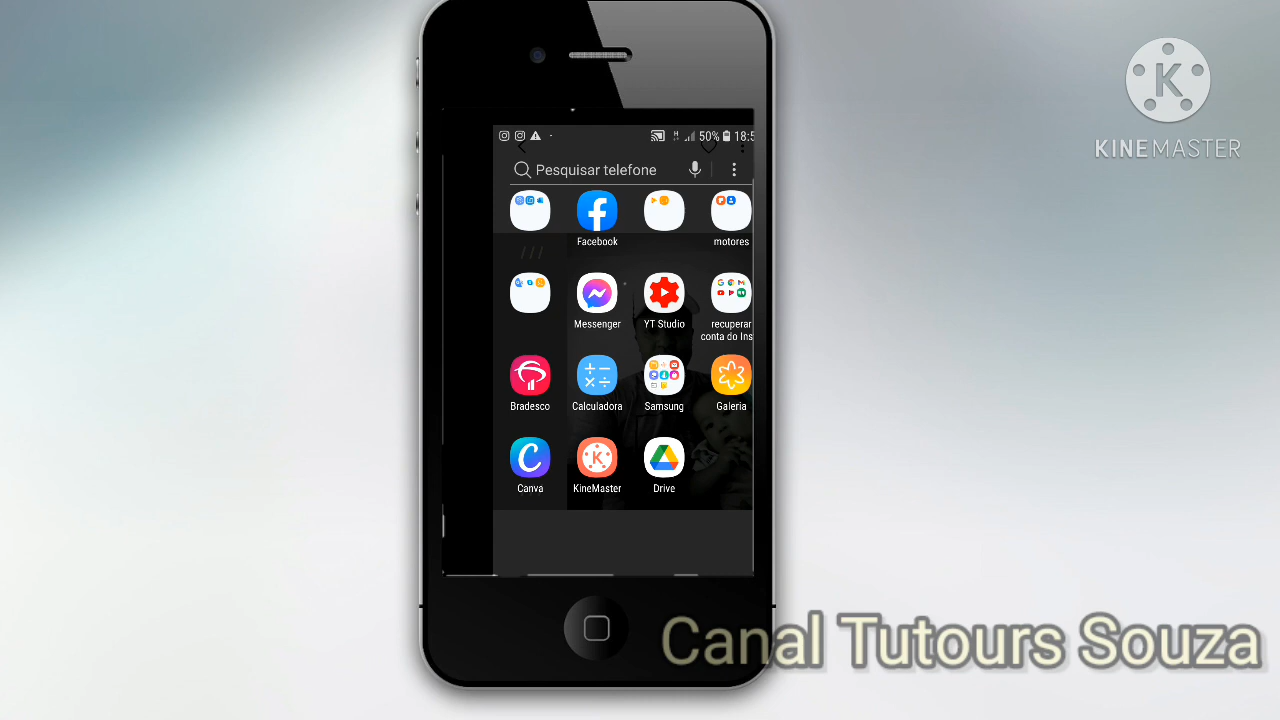 KINEMASTER
50%
Pesquisar telefone
Facebook
motores
Messenger
YT Studio
recuperar
conta do Ins
Bradesco
Calculadora
Samsung
Galeria
Canva
KineMaster
Drive
Canal Tutours Souza